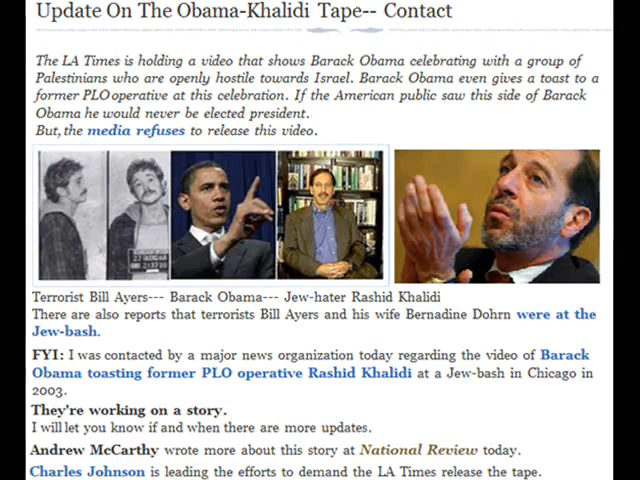 Update On The Obama-Khalidi Tape-- Contact
The LA Times is holding a video that shows Barack Obama celebrating with a group of
Palestinians who are openly hostile towards Israel. Barack Obama even gives a toast to a
former PLO operative at this celebration. If the American public saw this side of Barack
Obama he would never be elected president.
But, the media refuses to release this video.
Terrorist Bill Ayers--- Barack Obama--- Jew-hater Rashid Khalidi
There are also reports that terrorists Bill Ayers and his wife Bernadine Dohrn were at the
Jew-bash.
FYI: I was contacted by a major news organization today regarding the video of Barack
Obama toasting former PLO operative Rashid Khalidi at a Jew-bash in Chicago in
2003.
They're working on a story.
I will let you know if and when there are more updates.
Andrew McCarthy wrote more about this story at National Review today.
Charles Johnson is leading the efforts to demand the LA Times release the tape.